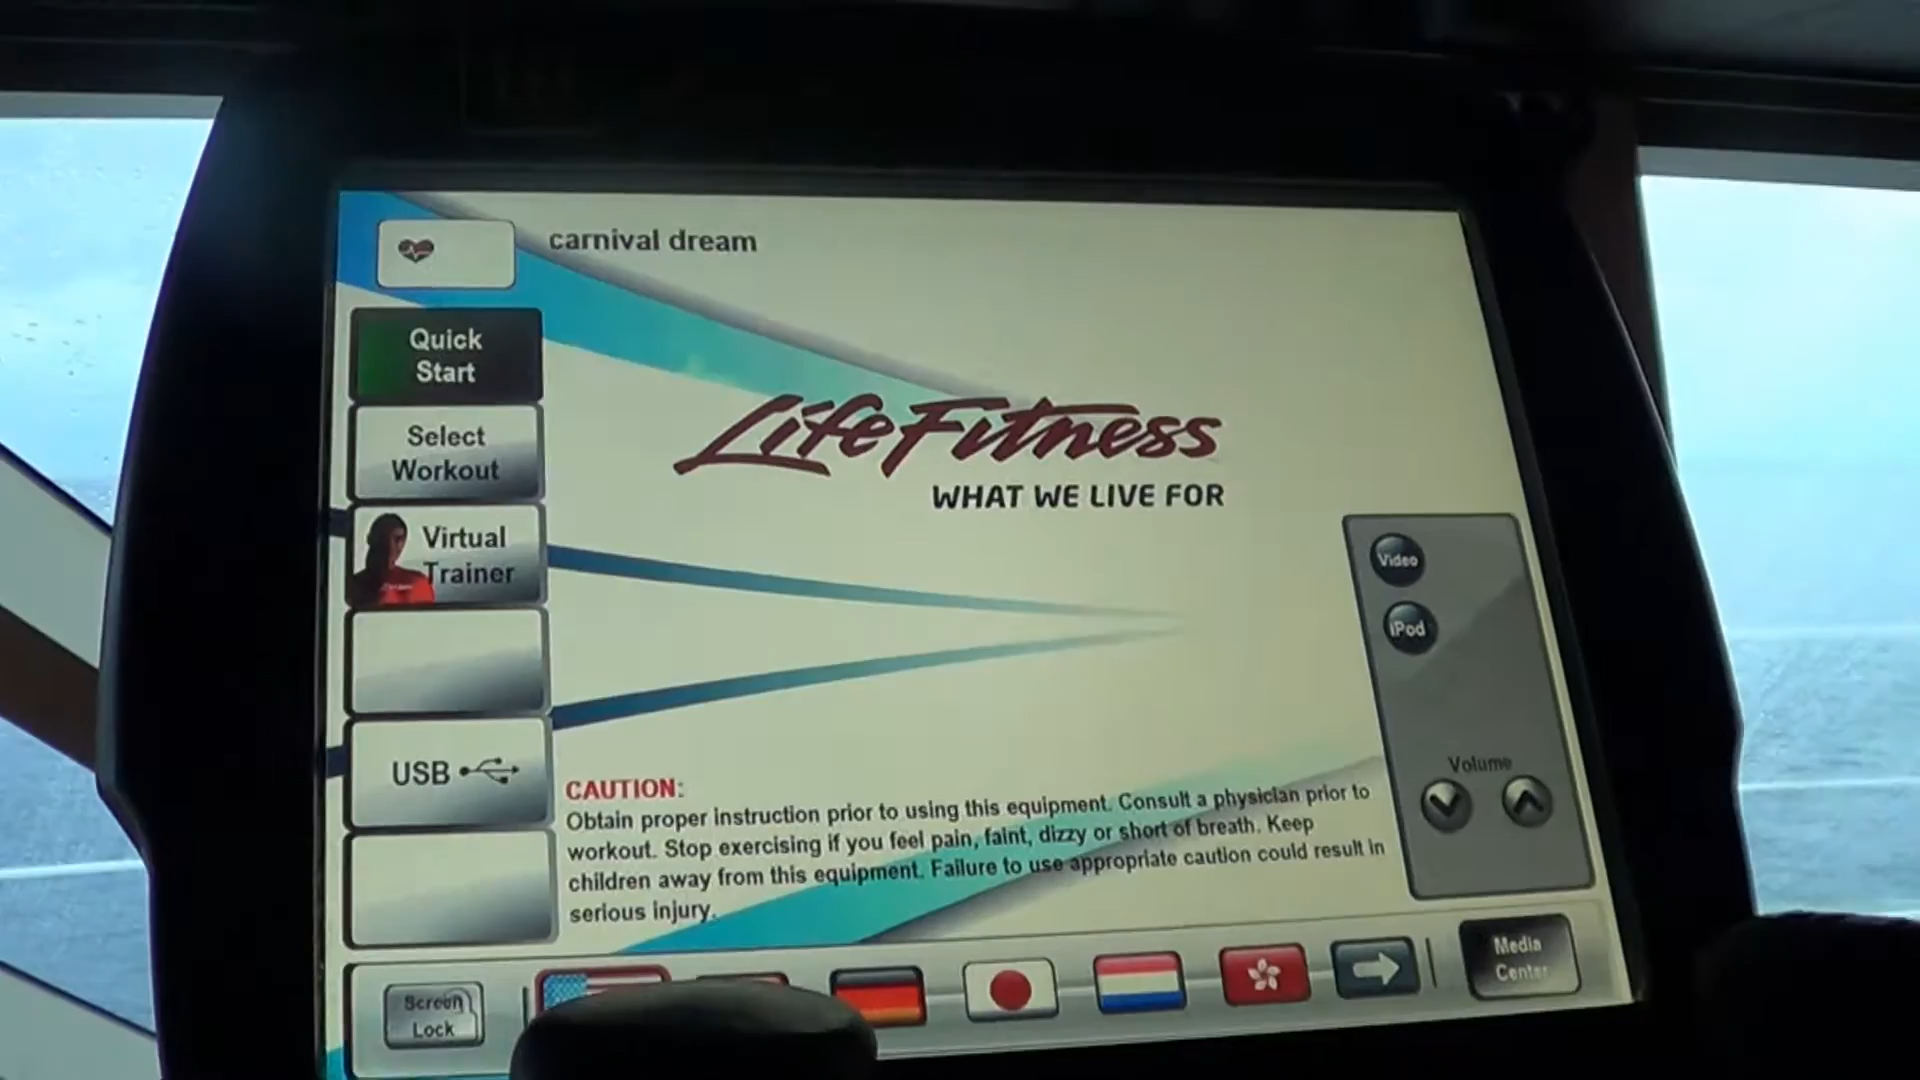 carnival dream
Quick
Start
Select
Workout
Virtual
Trainer
USB
LifeFitness
WHAT WE LIVE FOR
Video
iPod
Volume
CAUTION:
Obtain proper instruction prior to using this equipment. Consult a physician prior to
workout. Stop exercising if you feel pain, faint, dizzy or short of breath. Keep
children away from this equipment. Failure to use appropriate caution could result in
serious injury.
Screen
Lock
Media
Center